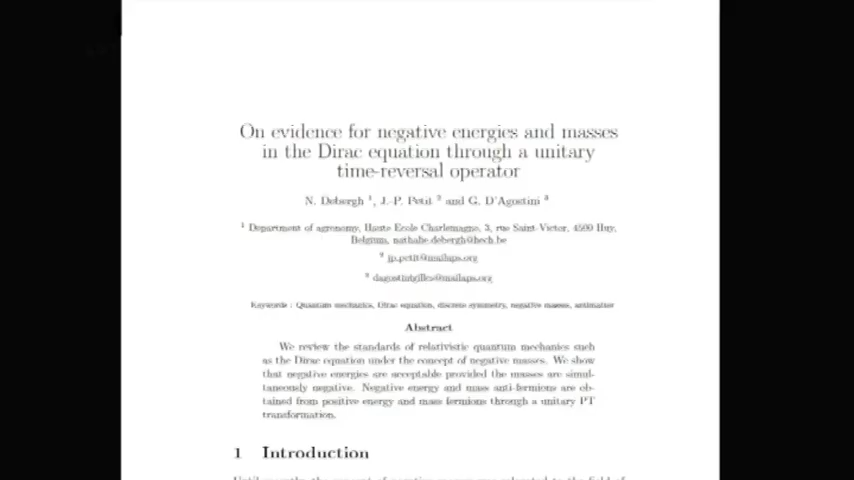 On evidence for negative energies and masses
in the Dirac equation through a unitary
time-reversal operator
N. Debergh ¹, J.-P. Petit ² and G. D'Agostini ³
¹ Department of agronomy, Haute Ecole Charlemagne, 3, rue Saint-Victor, 4500 Huy,
Belgium, nathalie.debergh@hech.be
² jp.petit@mailaps.org
³ dagostinigilles@mailaps.org
Keywords : Quantum mechanics, Dirac equation, discrete symmetry, negative masses, antimatter
Abstract
We review the standards of relativistic quantum mechanics such
as the Dirac equation under the concept of negative masses. We show
that negative energies are acceptable provided the masses are simul-
taneously negative. Negative energy and mass anti-fermions are ob-
tained from positive energy and mass fermions through a unitary PT
transformation.
1 Introduction